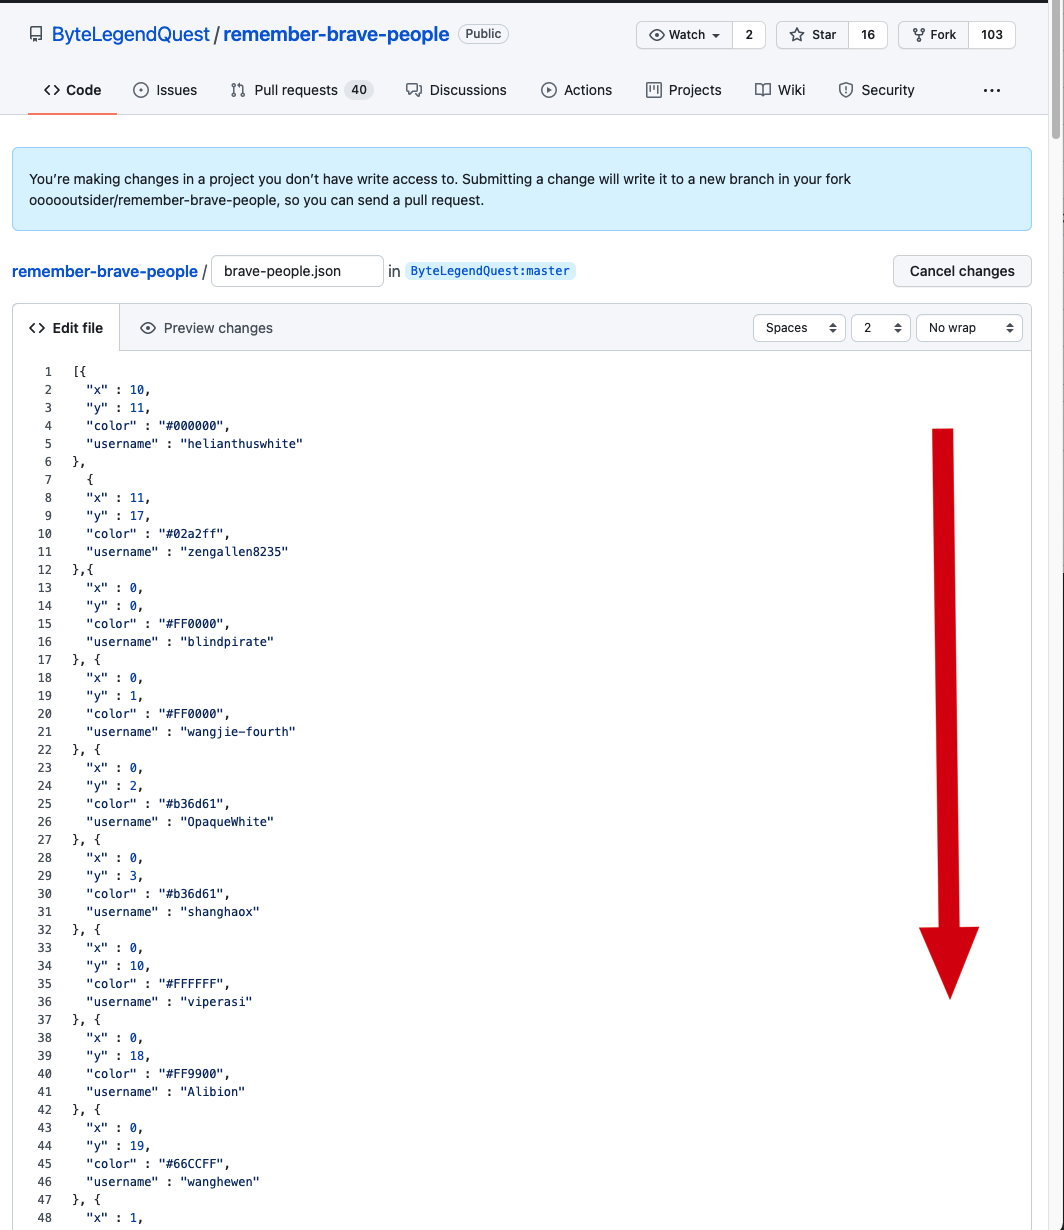 ByteLegendQuest / remember-brave-people Public Watch 2 Star 16 Fork 103
Code Issues Pull requests 40 Discussions Actions Projects Wiki Security ...
You're making changes in a project you don't have write access to. Submitting a change will write it to a new branch in your fork
oooooutsider/remember-brave-people, so you can send a pull request.
remember-brave-people / brave-people.json in ByteLegendQuest:master Cancel changes
<> Edit file Preview changes Spaces 2 No wrap
1 [{
2 "x" : 10,
3 "y" : 11,
4 "color" : "#000000",
5 "username" : "helianthuswhite"
6 },
7 {
8 "x" : 11,
9 "y" : 17,
10 "color" : "#02a2ff",
11 "username" : "zengallen8235"
12 },{
13 "x" : 0,
14 "y" : 0,
15 "color" : "#FF0000",
16 "username" : "blindpirate"
17 }, {
18 "x" : 0,
19 "y" : 1,
20 "color" : "#FF0000",
21 "username" : "wangjie-fourth"
22 }, {
23 "x" : 0,
24 "y" : 2,
25 "color" : "#b36d61",
26 "username" : "OpaqueWhite"
27 }, {
28 "x" : 0,
29 "y" : 3,
30 "color" : "#b36d61",
31 "username" : "shanghaox"
32 }, {
33 "x" : 0,
34 "y" : 10,
35 "color" : "#FFFFFF",
36 "username" : "viperasi"
37 }, {
38 "x" : 0,
39 "y" : 18,
40 "color" : "#FF9900",
41 "username" : "Alibion"
42 }, {
43 "x" : 0,
44 "y" : 19,
45 "color" : "#66CCFF",
46 "username" : "wanghewen"
47 }, {
48 "x" : 1,